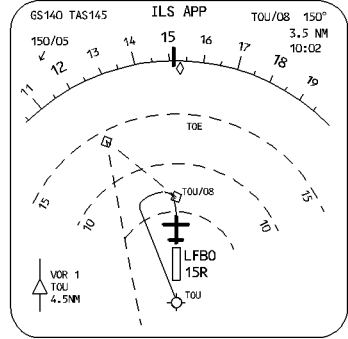 GS140 TAS145
ILS APP
TOU/08 150°
150/05
3.5 NM
10:02
11 12 13 14 15 16 17 18 19
TOE
15 15
10 10
TOU/08
LFBO
15R
VOR 1
TOU
4.5NM
TOU